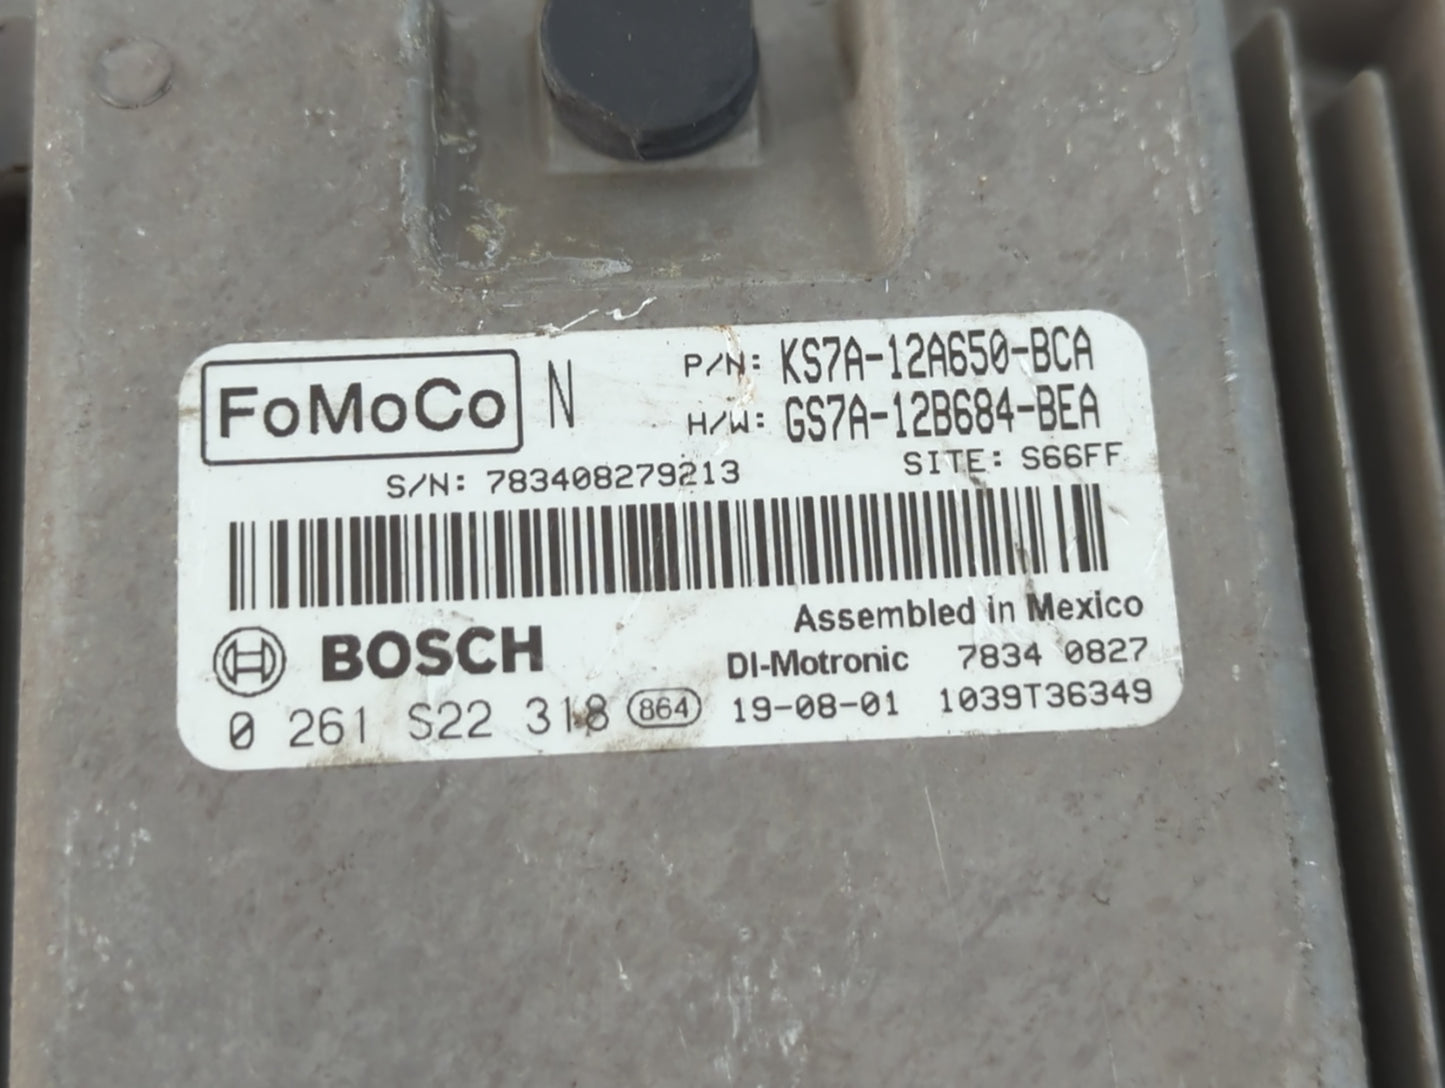 FoMoCo N P/N: KS7A-12A650-BCA
H/W: GS7A-12B684-BEA
S/N: 783408279213 SITE: S66FF
Assembled in Mexico
BOSCH DI-Motronic 7834 0827
0 261 S22 318 864 19-08-01 1039T36349